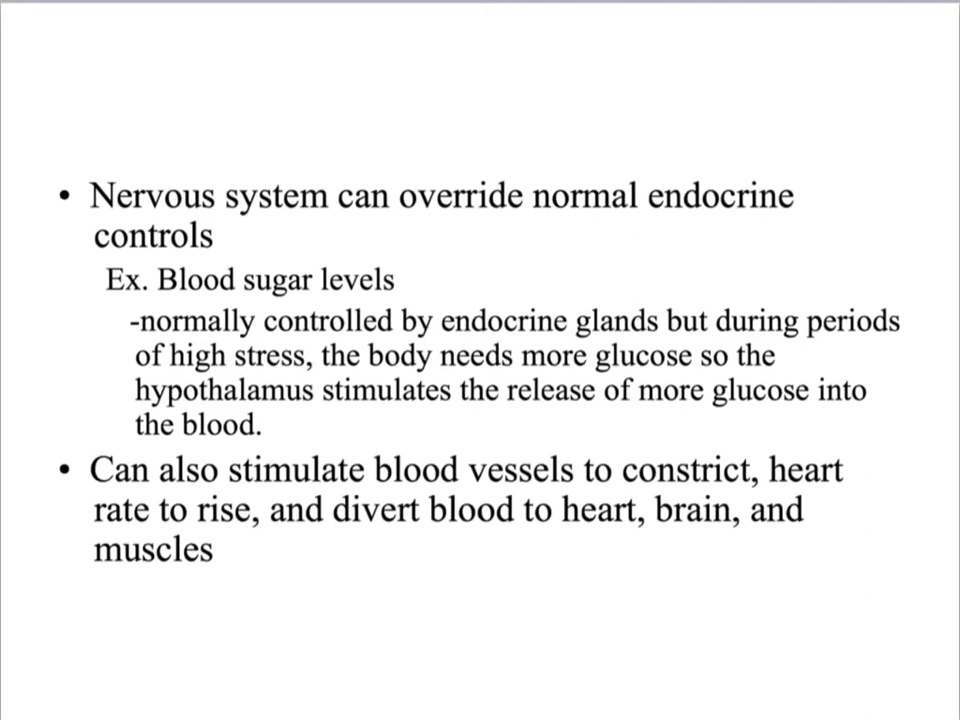 • Nervous system can override normal endocrine
controls
Ex. Blood sugar levels
-normally controlled by endocrine glands but during periods
of high stress, the body needs more glucose so the
hypothalamus stimulates the release of more glucose into
the blood.
• Can also stimulate blood vessels to constrict, heart
rate to rise, and divert blood to heart, brain, and
muscles